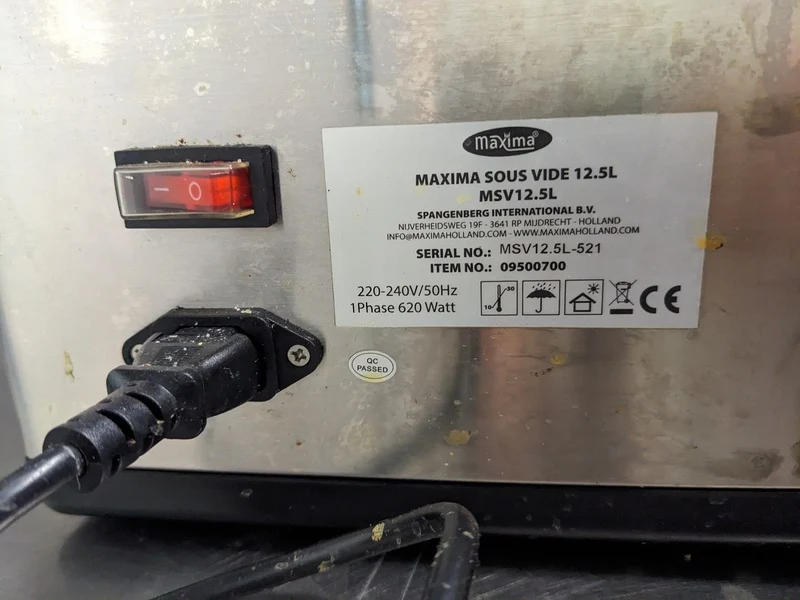 maxima®
MAXIMA SOUS VIDE 12.5L
MSV12.5L
SPANGENBERG INTERNATIONAL B.V.
NIJVERHEIDSWEG 19F - 3641 RP MIJDRECHT - HOLLAND
INFO@MAXIMAHOLLAND.COM - WWW.MAXIMAHOLLAND.COM
SERIAL NO.: MSV12.5L-521
ITEM NO.: 09500700
220-240V/50Hz
1Phase 620 Watt
10 30
CE
QC
PASSED